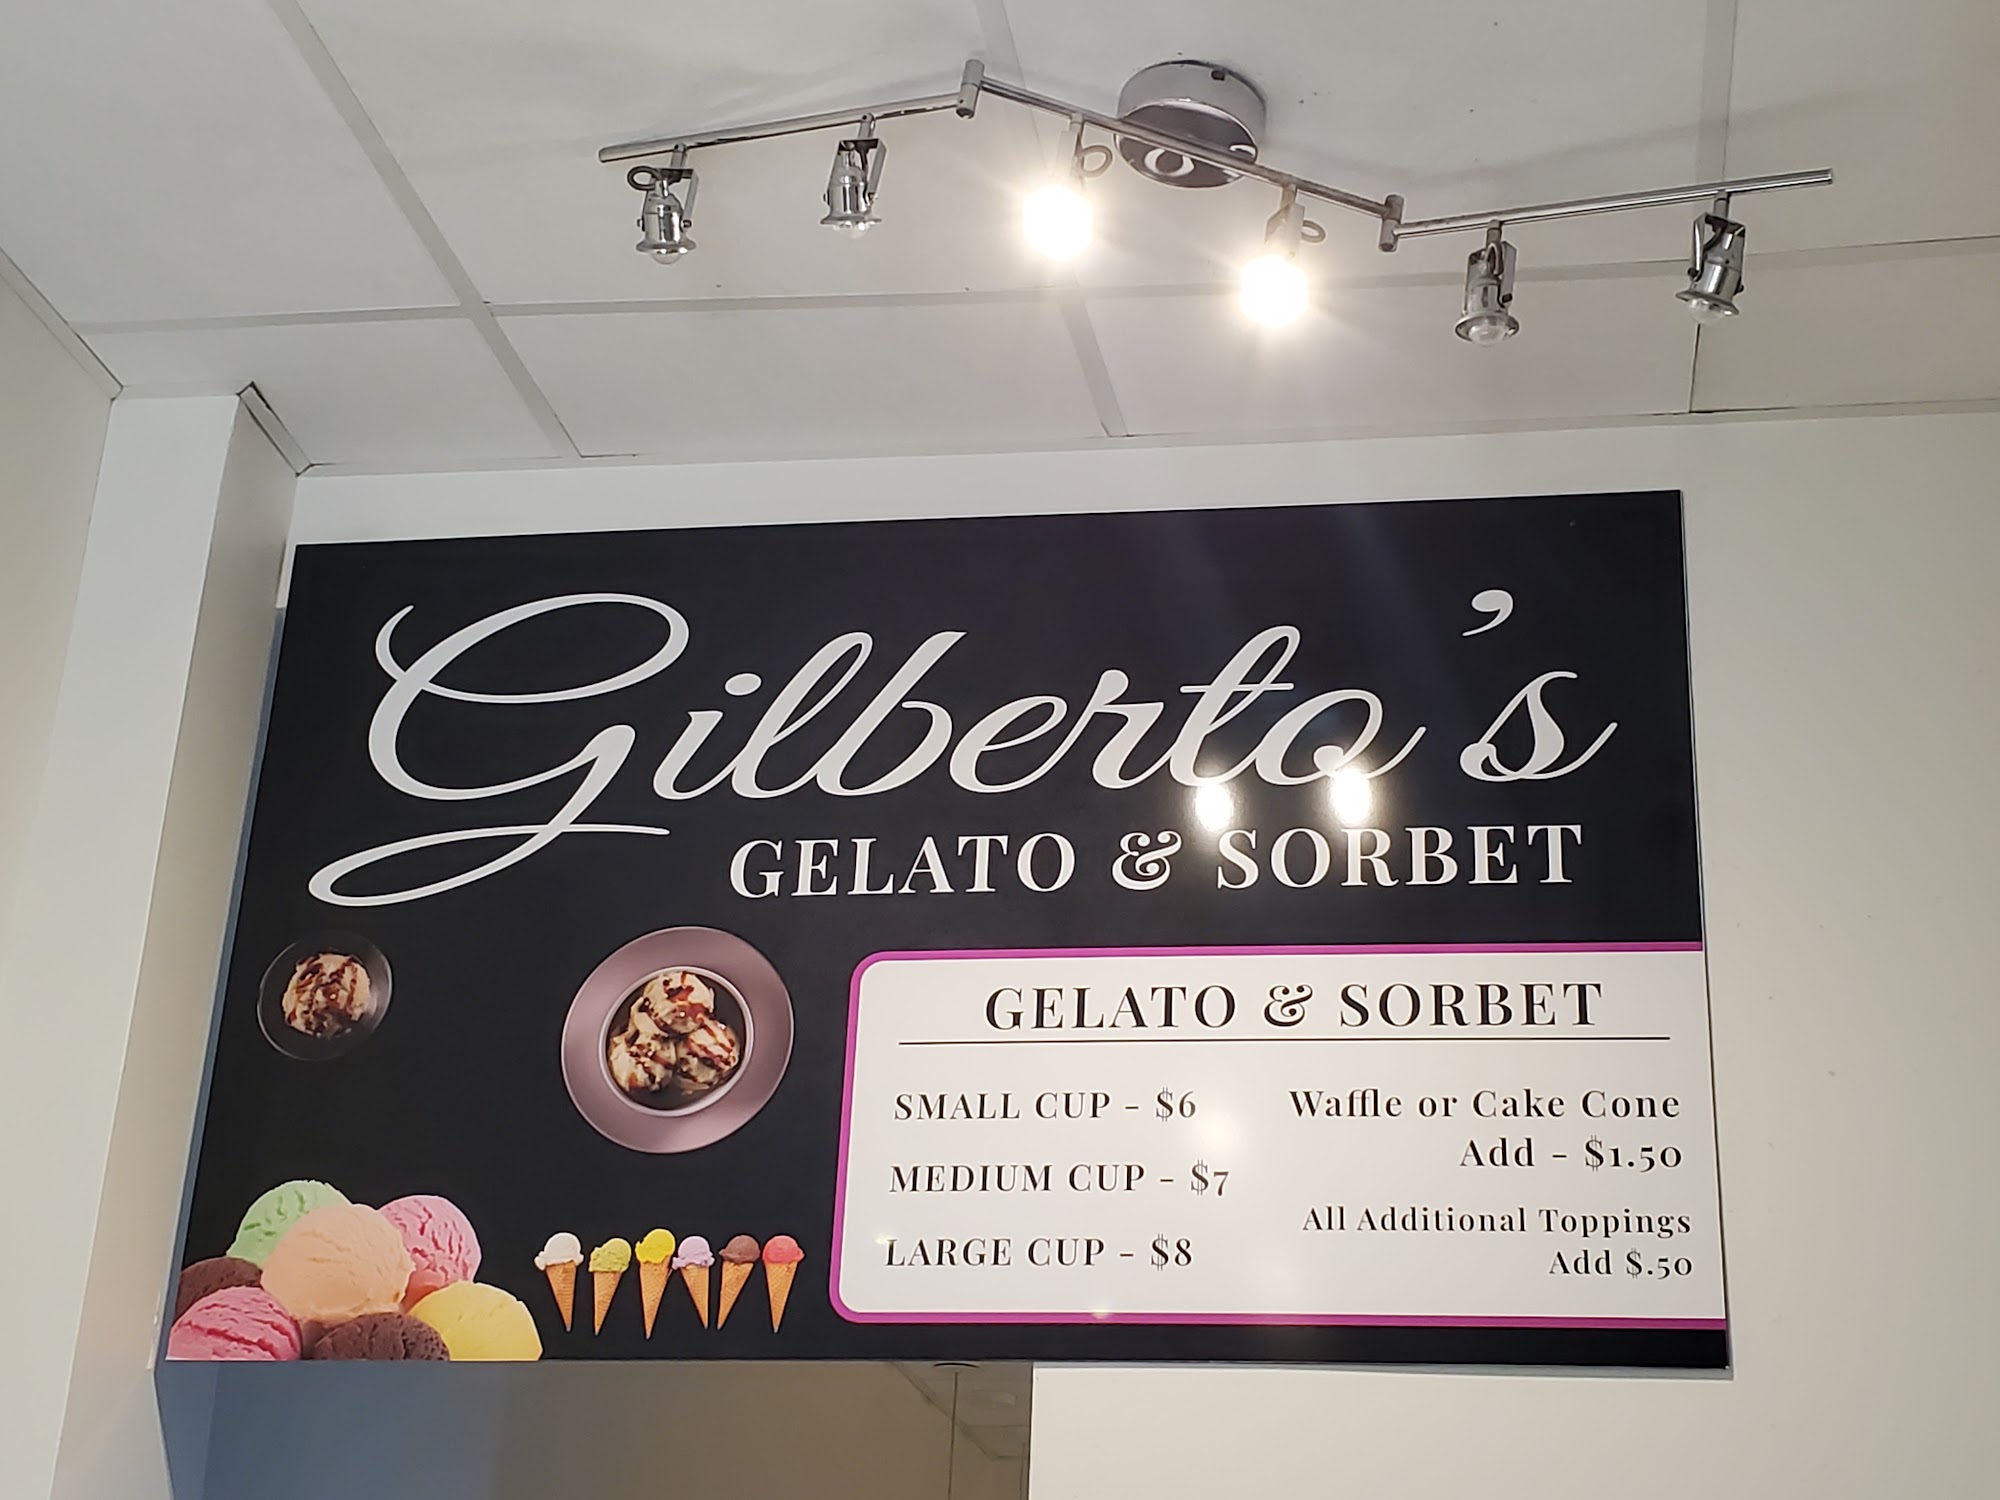 Gilberto's
GELATO & SORBET
GELATO & SORBET
SMALL CUP - $6
MEDIUM CUP - $7
LARGE CUP - $8
Waffle or Cake Cone
Add - $1.50
All Additional Toppings
Add $.50